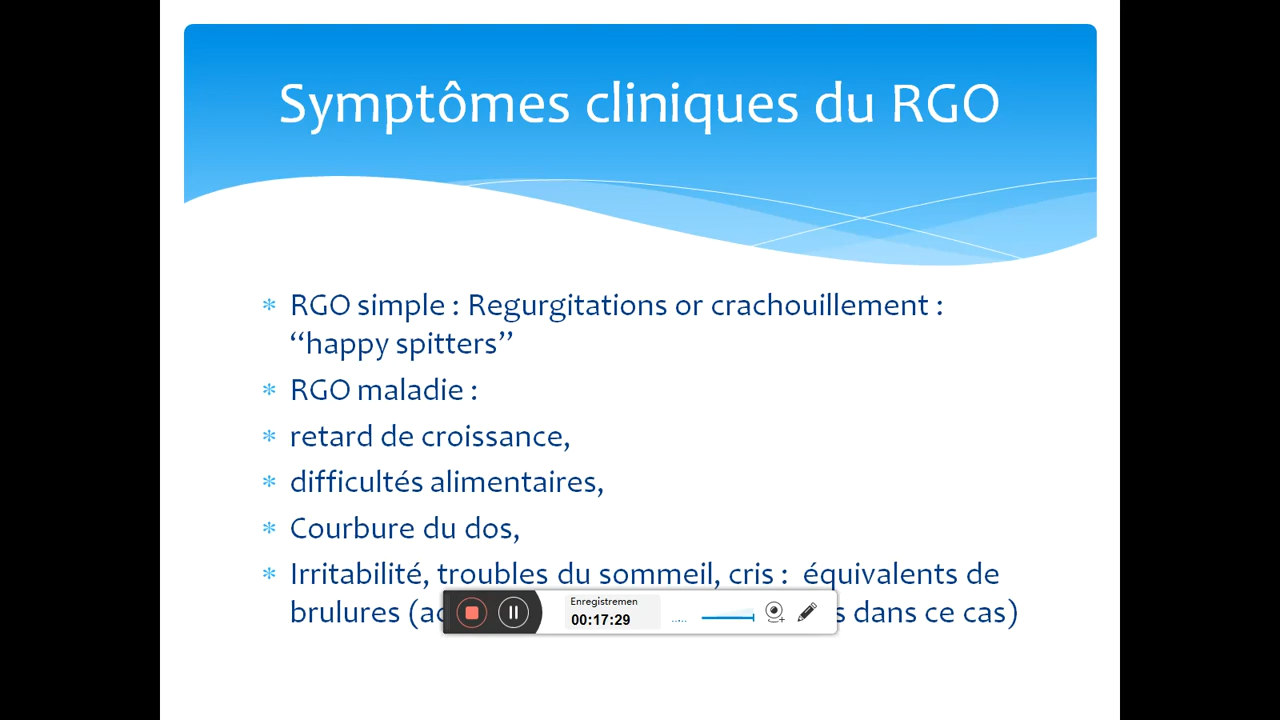 Symptômes cliniques du RGO
* RGO simple : Regurgitations or crachouillement :
“happy spitters”
* RGO maladie :
* retard de croissance,
* difficultés alimentaires,
* Courbure du dos,
* Irritabilité, troubles du sommeil, cris : équivalents de
brulures dans ce cas)
Enregistremen
00:17:29